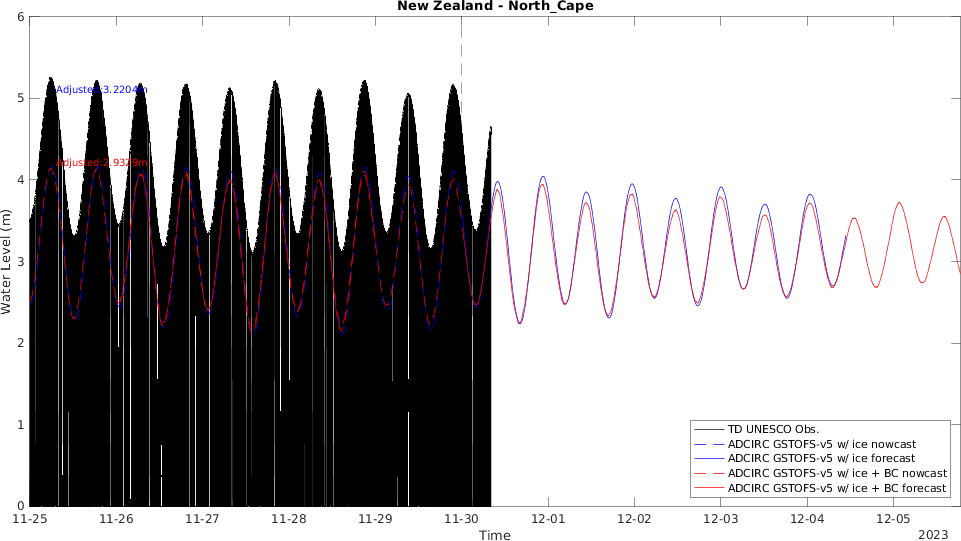 New Zealand - North_Cape
6
5
4
3
2
1
0
Water Level (m)
Adjusted:3.2204m
Adjusted:2.9329m
TD UNESCO Obs.
ADCIRC GSTOFS-v5 w/ ice nowcast
ADCIRC GSTOFS-v5 w/ ice forecast
ADCIRC GSTOFS-v5 w/ ice + BC nowcast
ADCIRC GSTOFS-v5 w/ ice + BC forecast
11-25 11-26 11-27 11-28 11-29 11-30 12-01 12-02 12-03 12-04 12-05
Time
2023